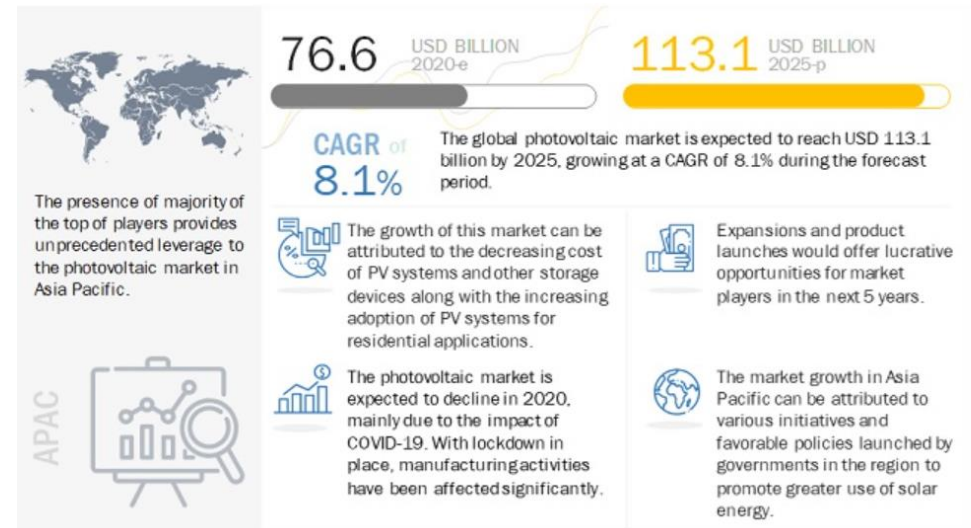 76.6
USD BILLION
2020-e
113.1
USD BILLION
2025-p
CAGR of
8.1%
The global photovoltaic market is expected to reach USD 113.1
billion by 2025, growing at a CAGR of 8.1% during the forecast
period.
The presence of majority of
the top of players provides
unprecedented leverage to
the photovoltaic market in
Asia Pacific.
APAC
The growth of this market can be
attributed to the decreasing cost
of PV systems and other storage
devices along with the increasing
adoption of PV systems for
residential applications.
Expansions and product
launches would offer lucrative
opportunities for market
players in the next 5 years.
The photovoltaic market is
expected to decline in 2020,
mainly due to the impact of
COVID-19. With lockdown in
place, manufacturing activities
have been affected significantly.
The market growth in Asia
Pacific can be attributed to
various initiatives and
favorable policies launched by
governments in the region to
promote greater use of solar
energy.